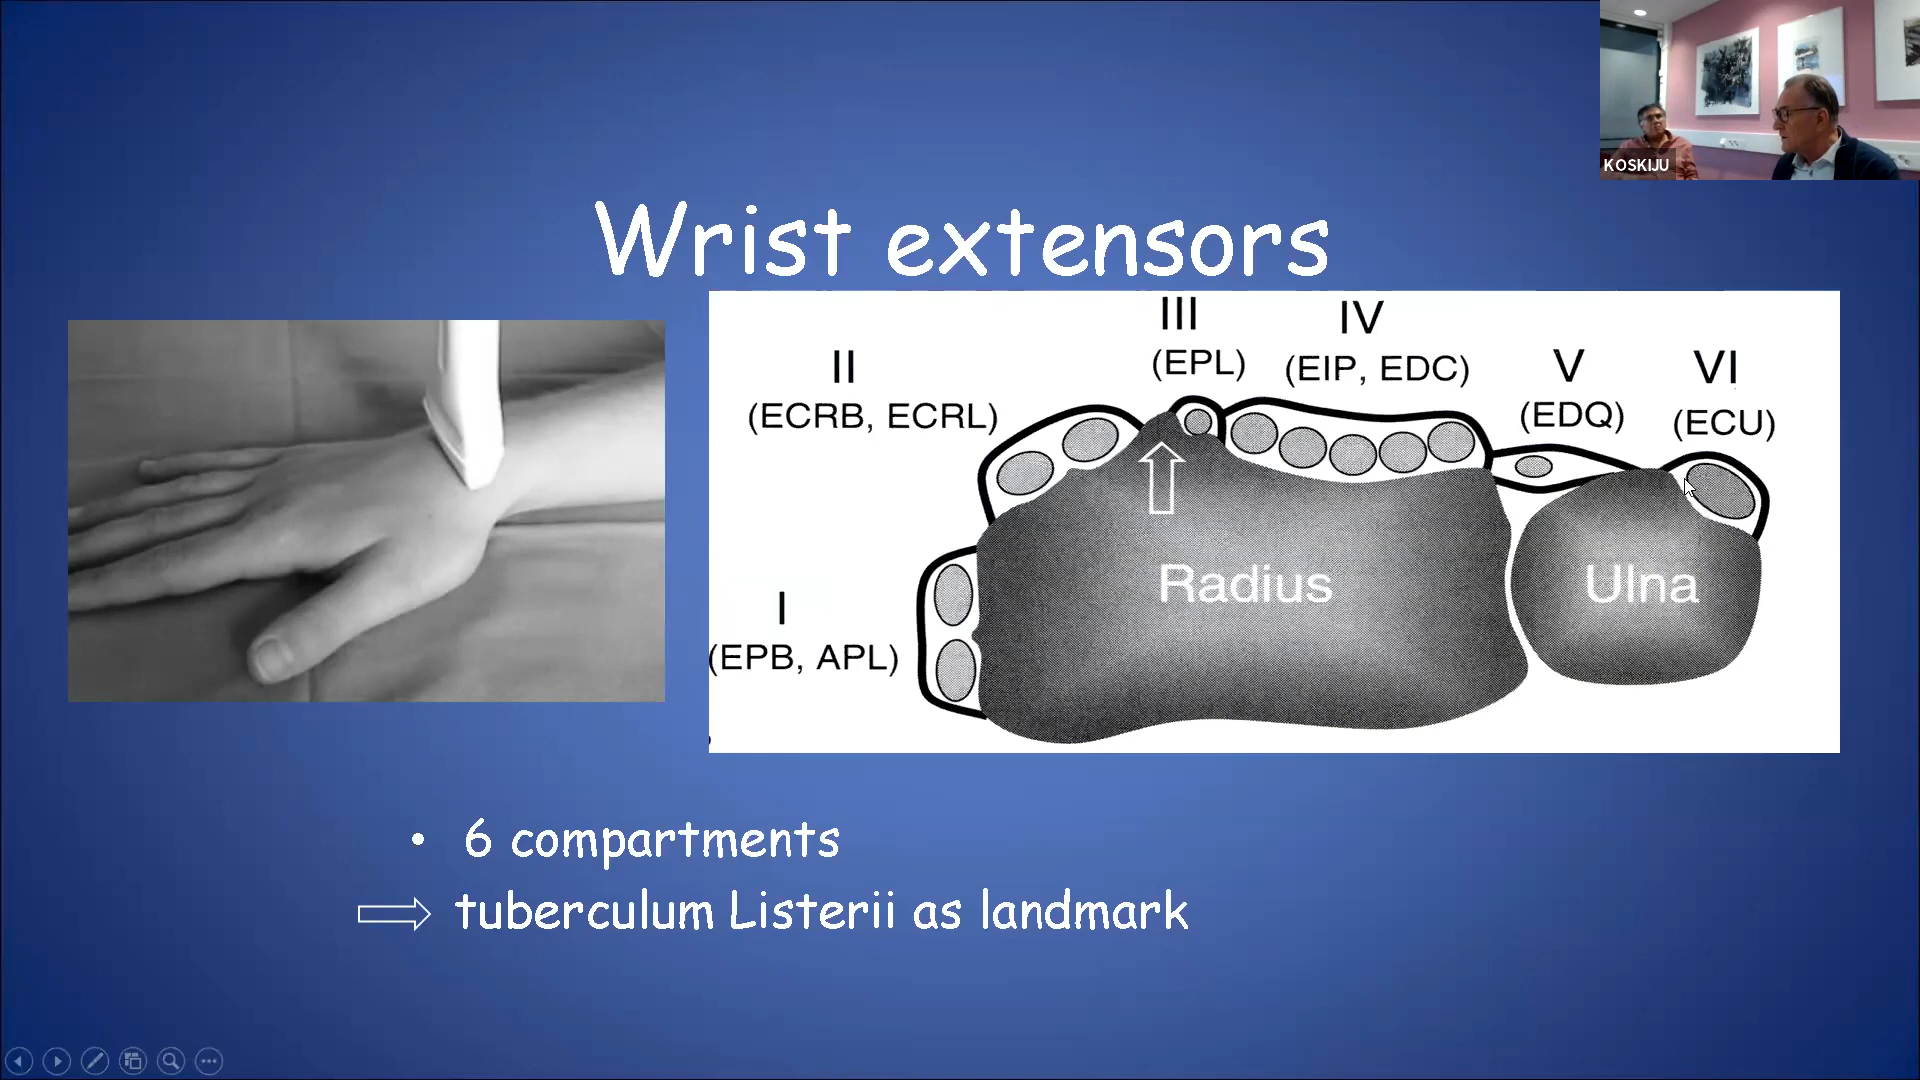 KOSKIJU
Wrist extensors
I
(EPB, APL)
II
(ECRB, ECRL)
III
(EPL)
IV
(EIP, EDC)
V
(EDQ)
VI
(ECU)
Radius
Ulna
• 6 compartments
tuberculum Listerii as landmark